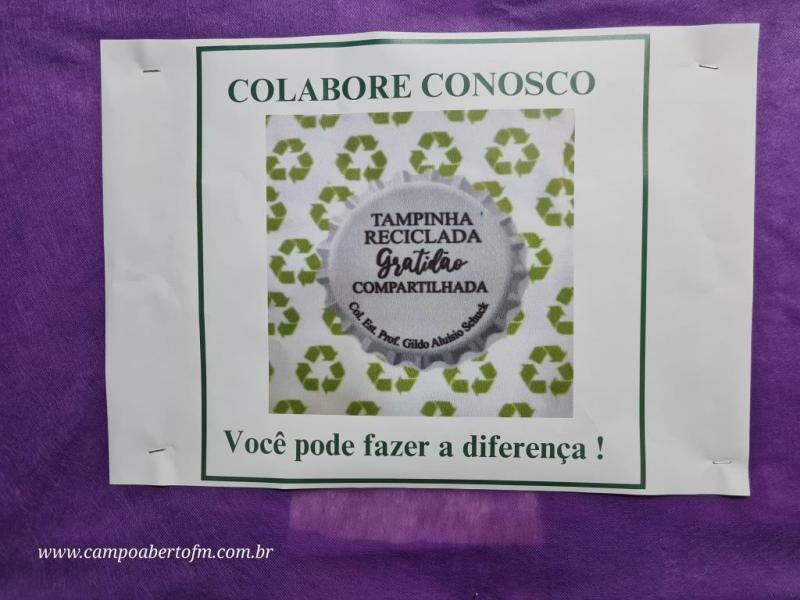 COLABORE CONOSCO
TAMPINHA
RECICLADA
Gratidão
COMPARTILHADA
Col. Est. Prof. Gildo Aluisio Schuck
Você pode fazer a diferença !
www.campoabertofm.com.br